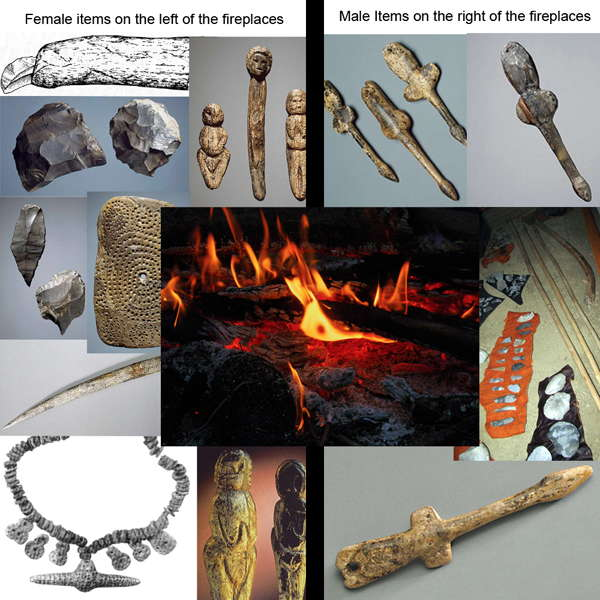 Female items on the left of the fireplaces
Male Items on the right of the fireplaces